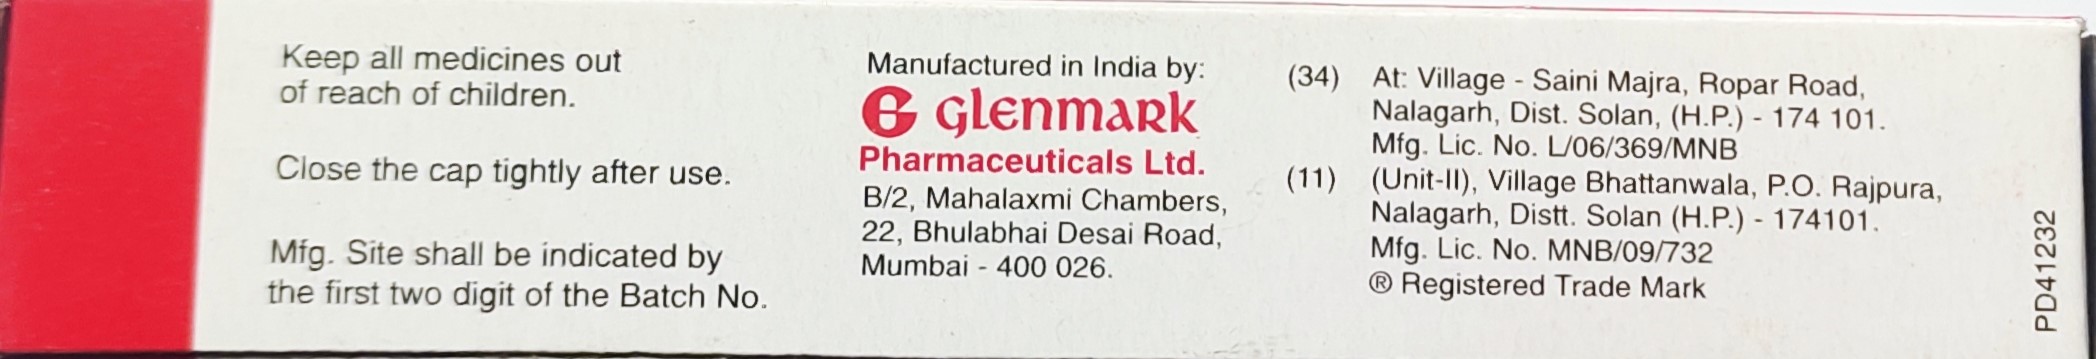 Keep all medicines out
of reach of children.
Close the cap tightly after use.
Mfg. Site shall be indicated by
the first two digit of the Batch No.
Manufactured in India by:
G glenmark
Pharmaceuticals Ltd.
B/2, Mahalaxmi Chambers,
22, Bhulabhai Desai Road,
Mumbai - 400 026.
(34) At: Village - Saini Majra, Ropar Road,
Nalagarh, Dist. Solan, (H.P.) - 174 101.
Mfg. Lic. No. L/06/369/MNB
(11) (Unit-II), Village Bhattanwala, P.O. Rajpura,
Nalagarh, Distt. Solan (H.P.) - 174101.
Mfg. Lic. No. MNB/09/732
® Registered Trade Mark
PD41232